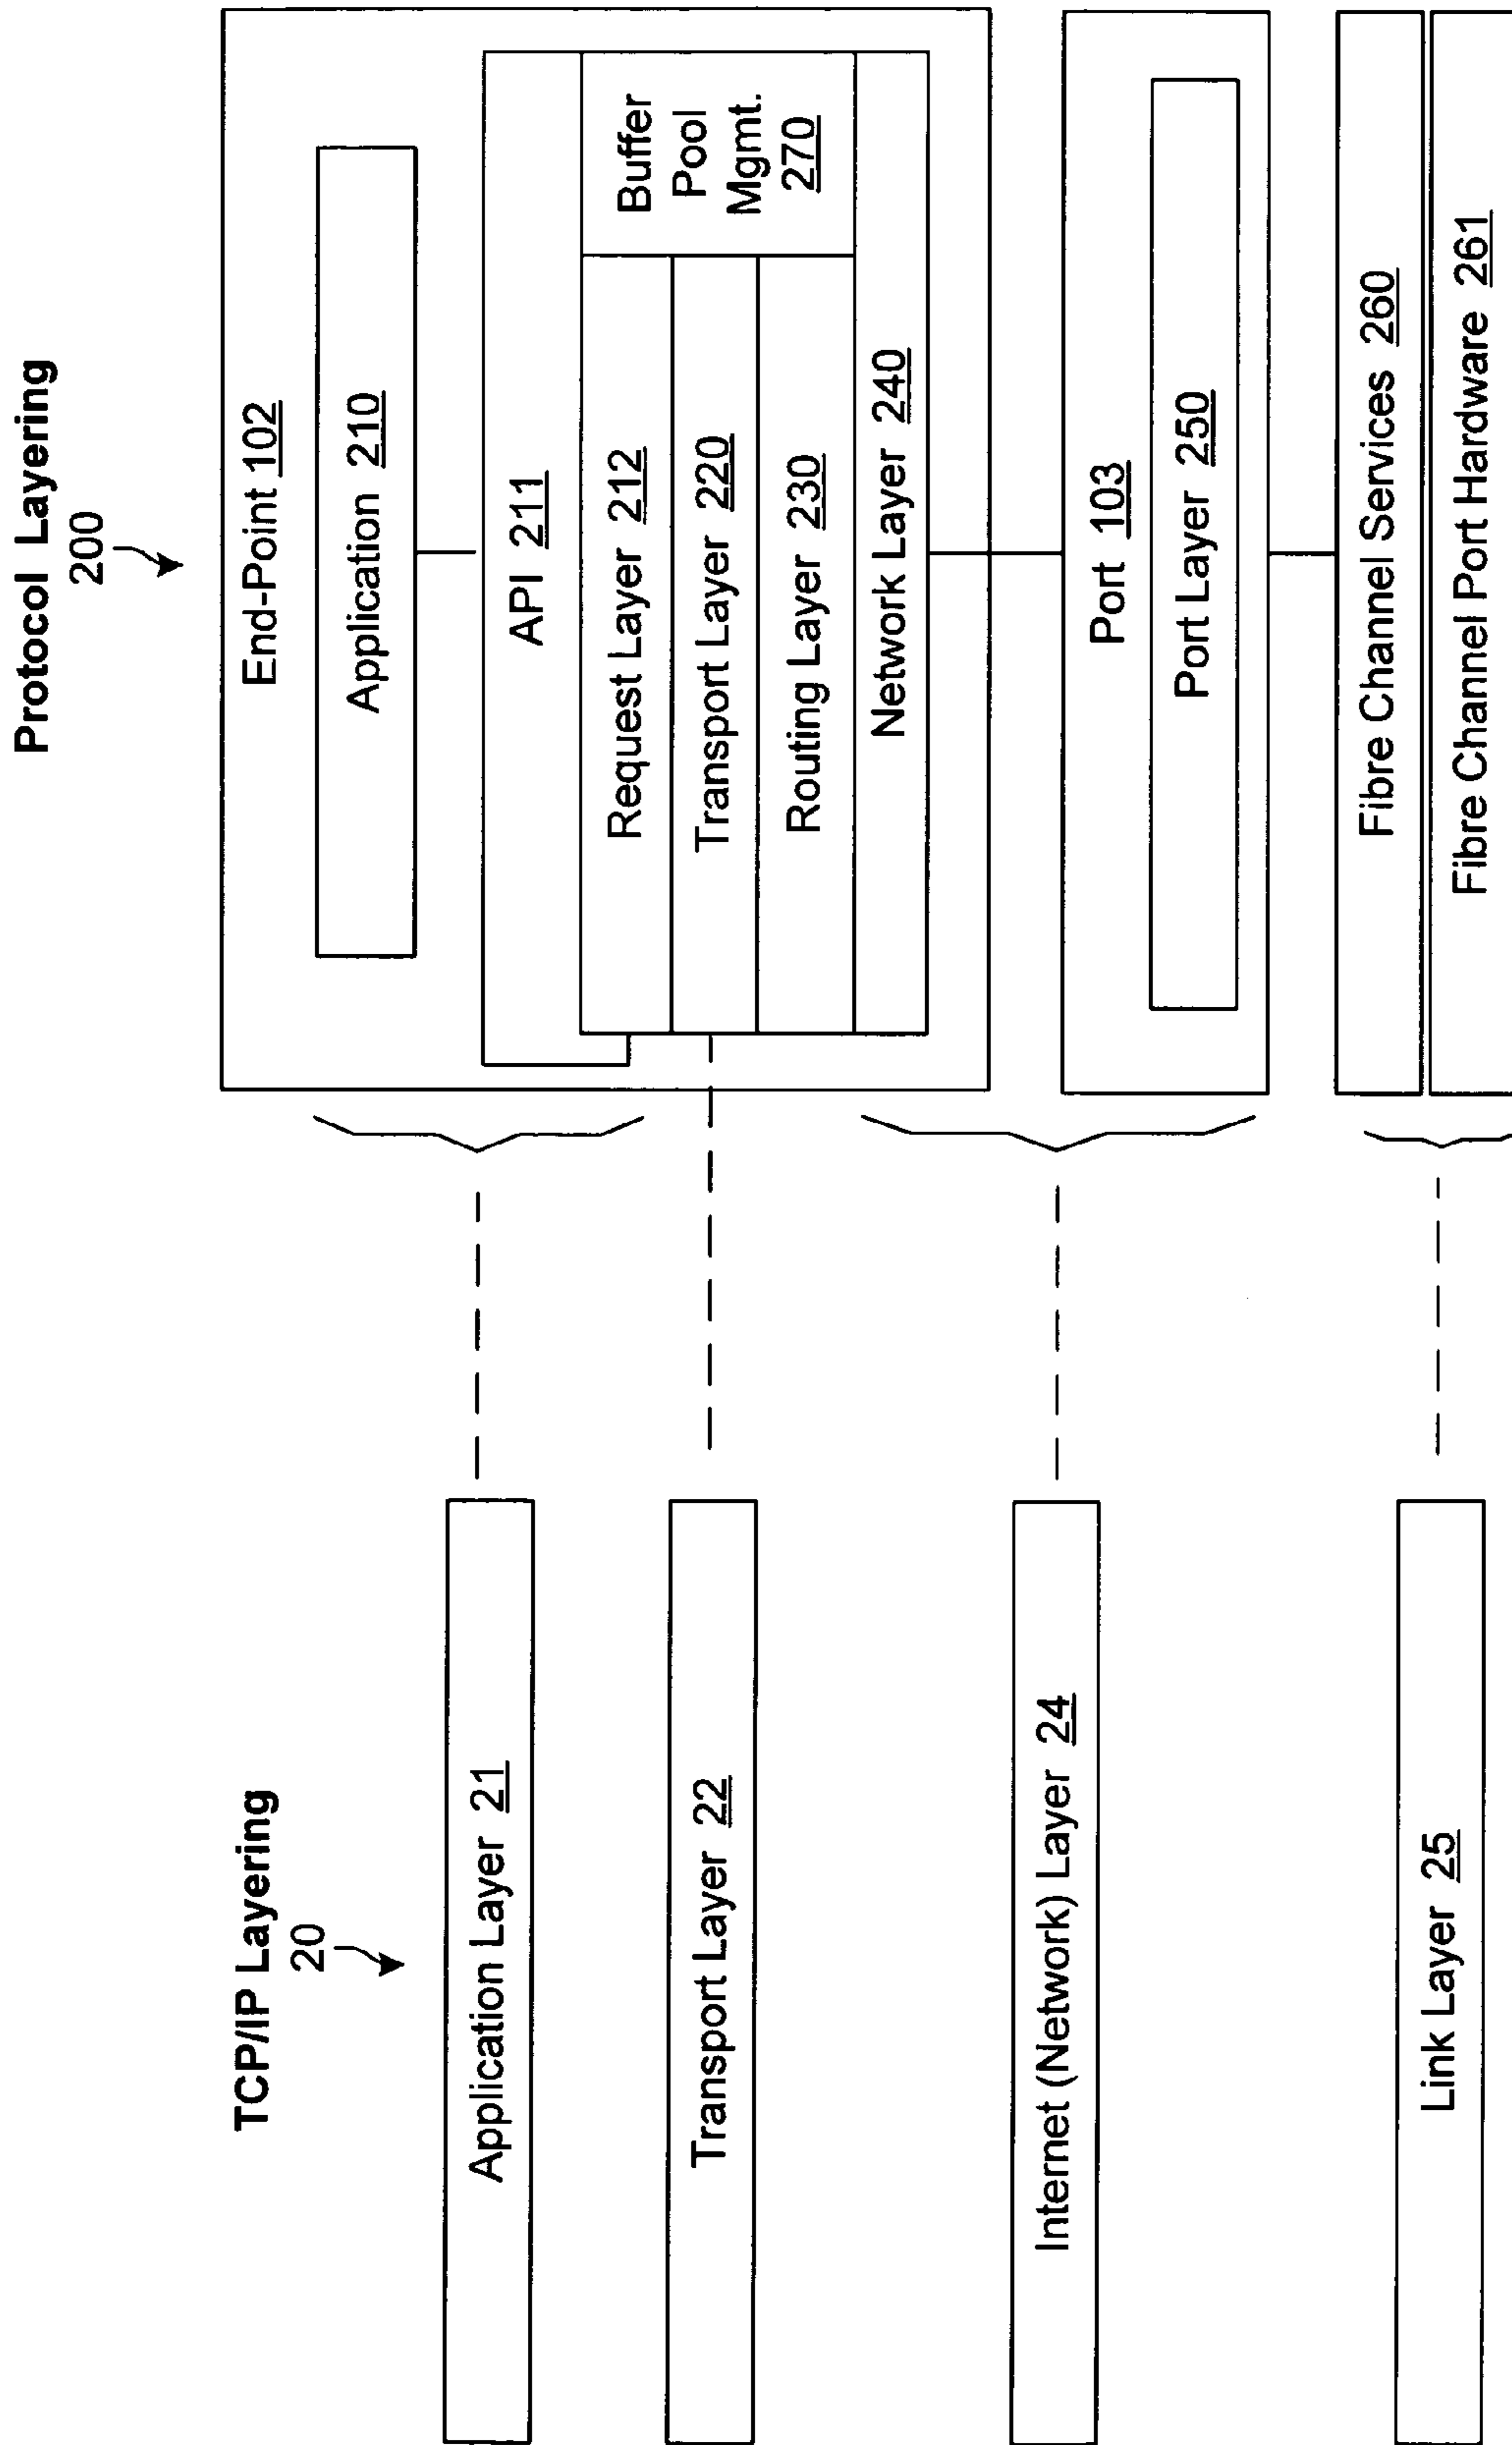 TCP/IP Layering
20
Application Layer 21
Transport Layer 22
Internet (Network) Layer 24
Link Layer 25
Protocol Layering
200
End-Point 102
Application 210
API 211
Request Layer 212
Transport Layer 220
Routing Layer 230
Buffer
Pool
Mgmt.
270
Network Layer 240
Port 103
Port Layer 250
Fibre Channel Services 260
Fibre Channel Port Hardware 261